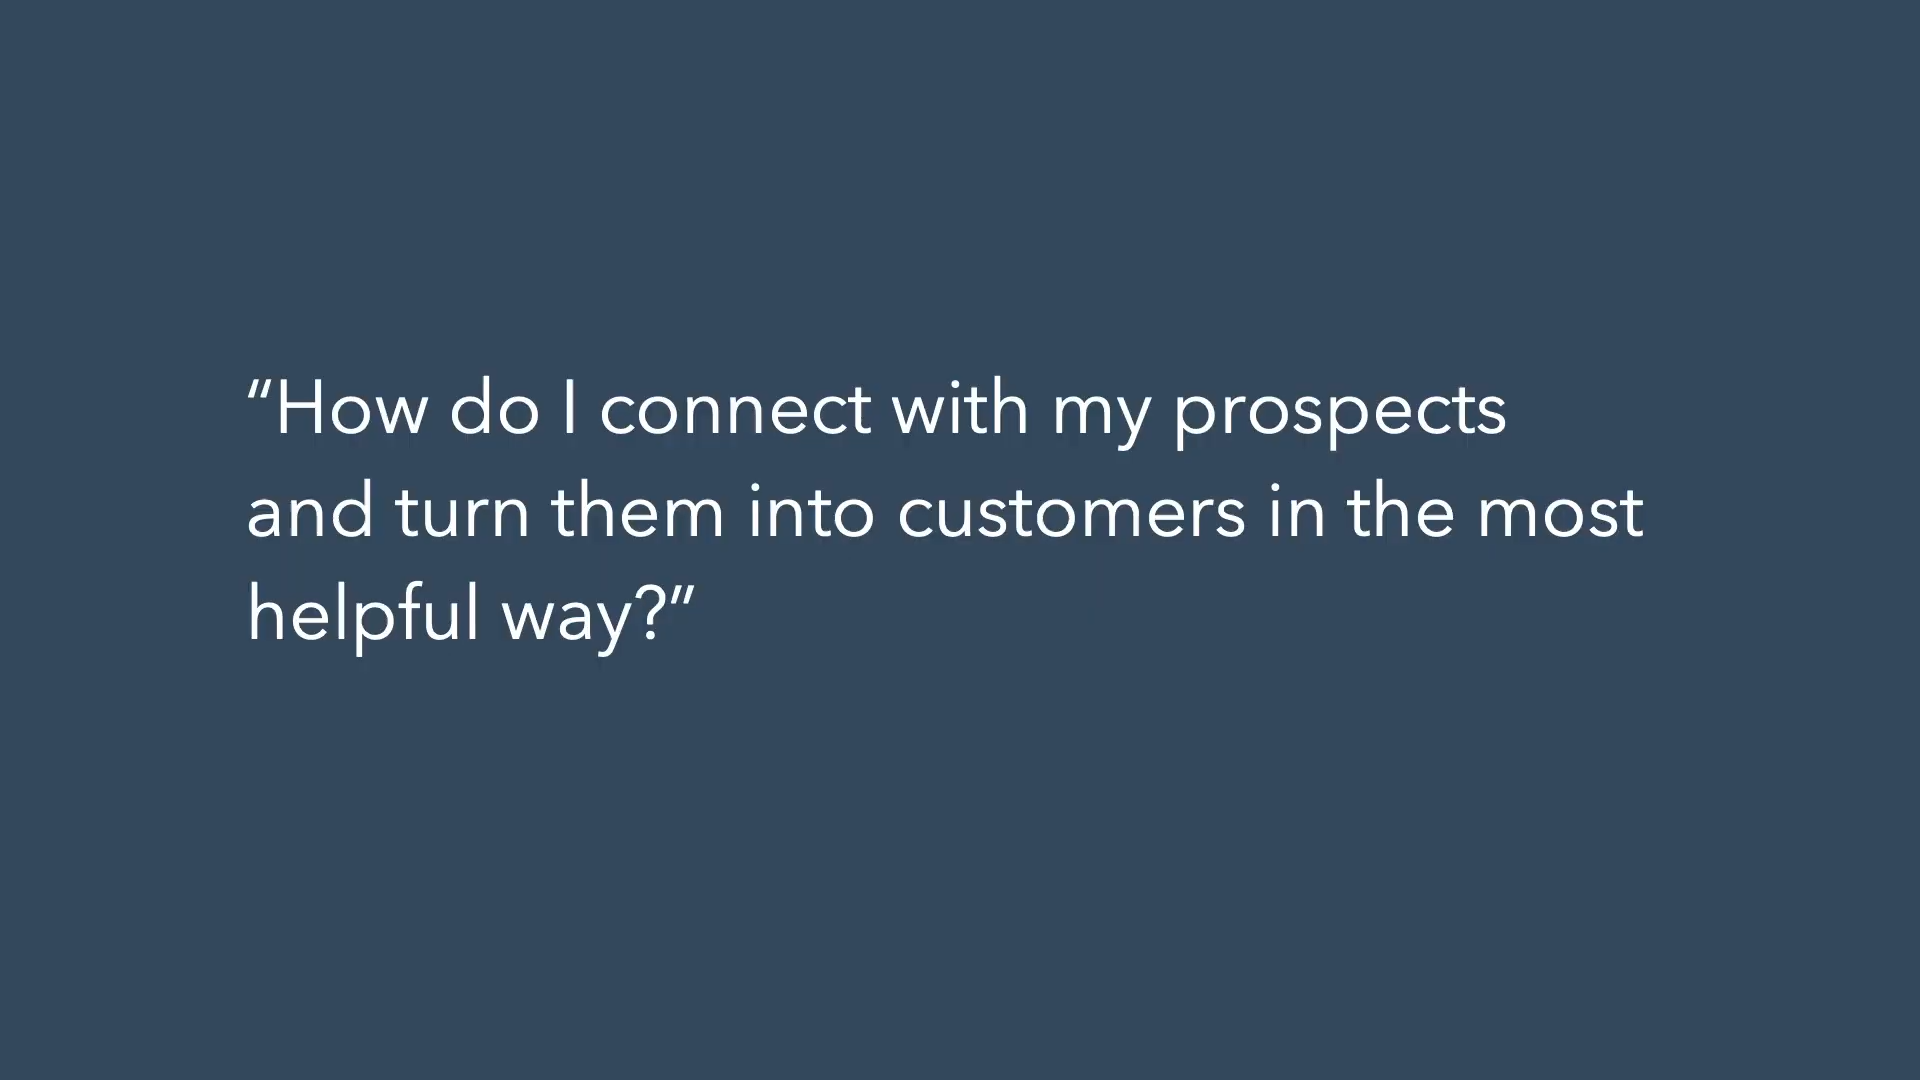 “How do I connect with my prospects
and turn them into customers in the most
helpful way?”